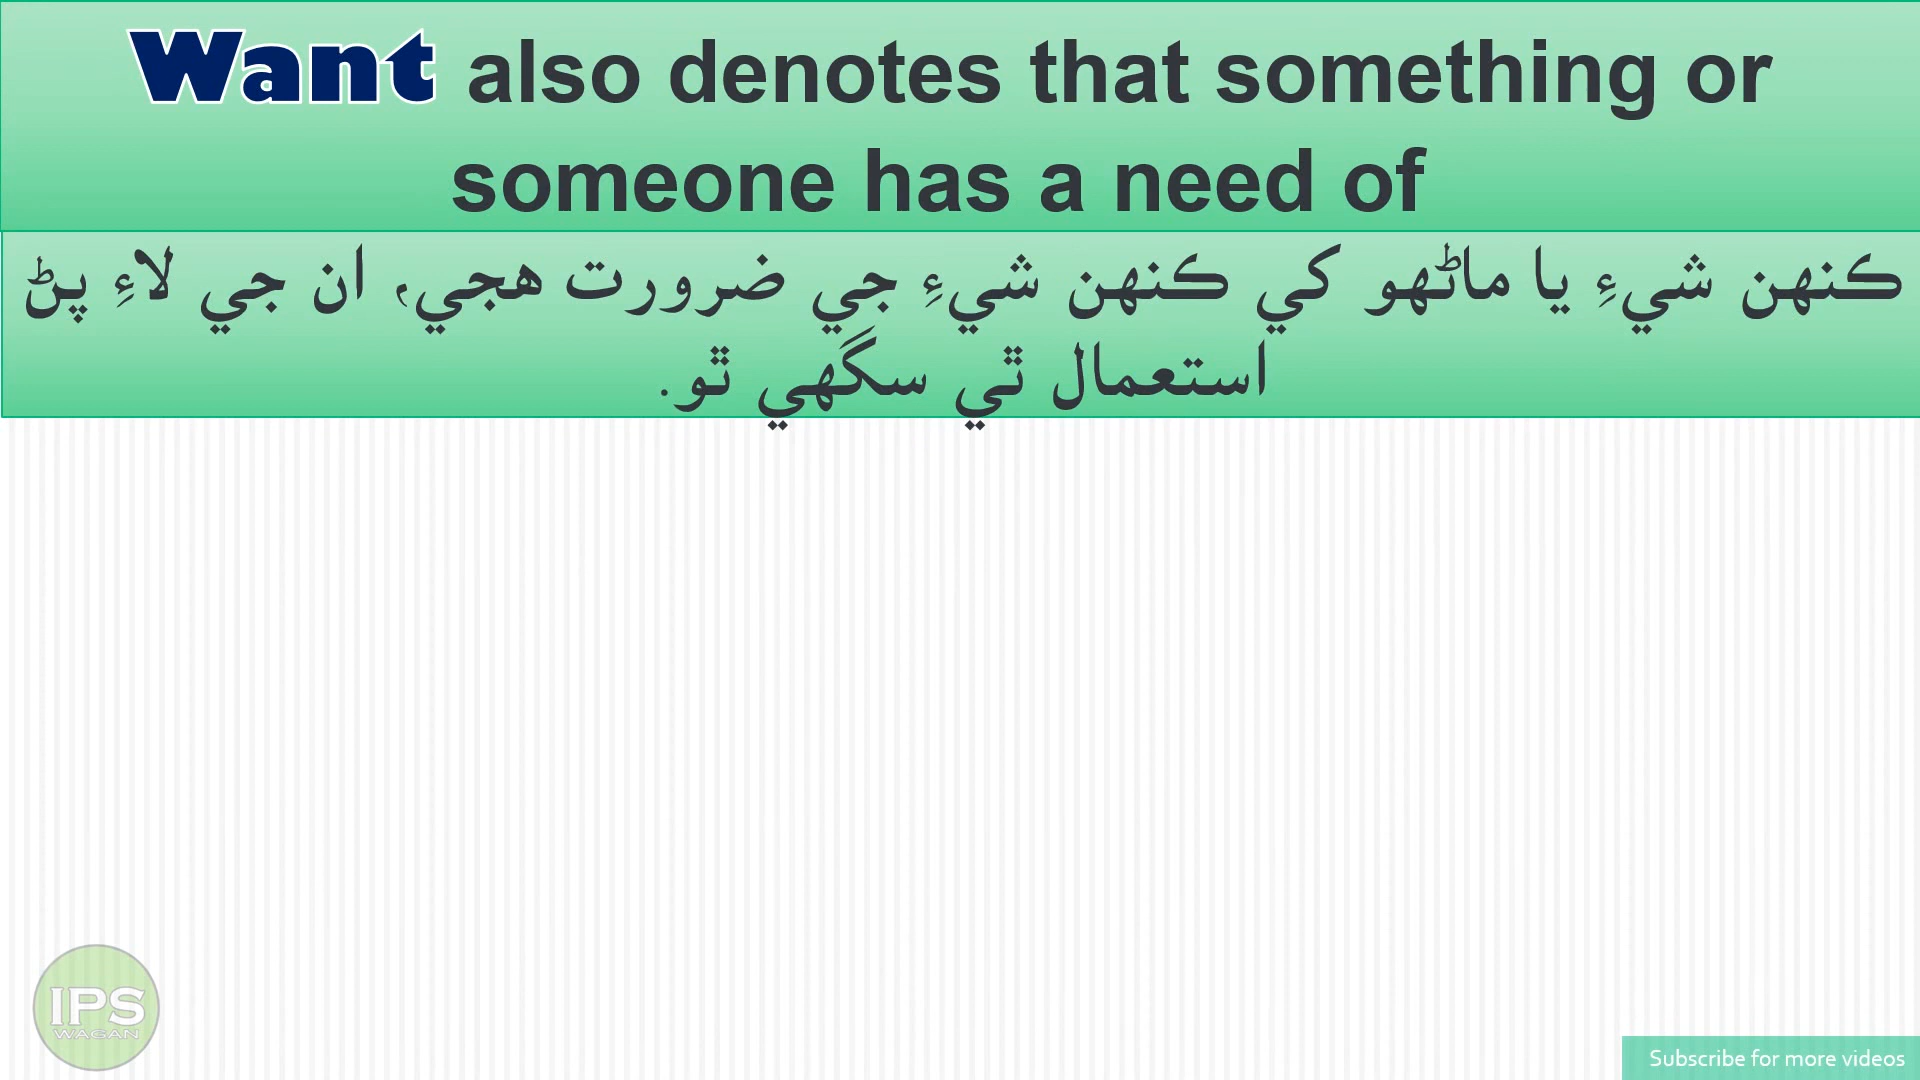 Want also denotes that something or
someone has a need of
ڪنهن شيءِ يا ماڻهو کي ڪنهن شيءِ جي ضرورت هجي، ان جي لاءِ پڻ
استعمال ٿي سگهي ٿو.
IPS
WAGAN
Subscribe for more videos